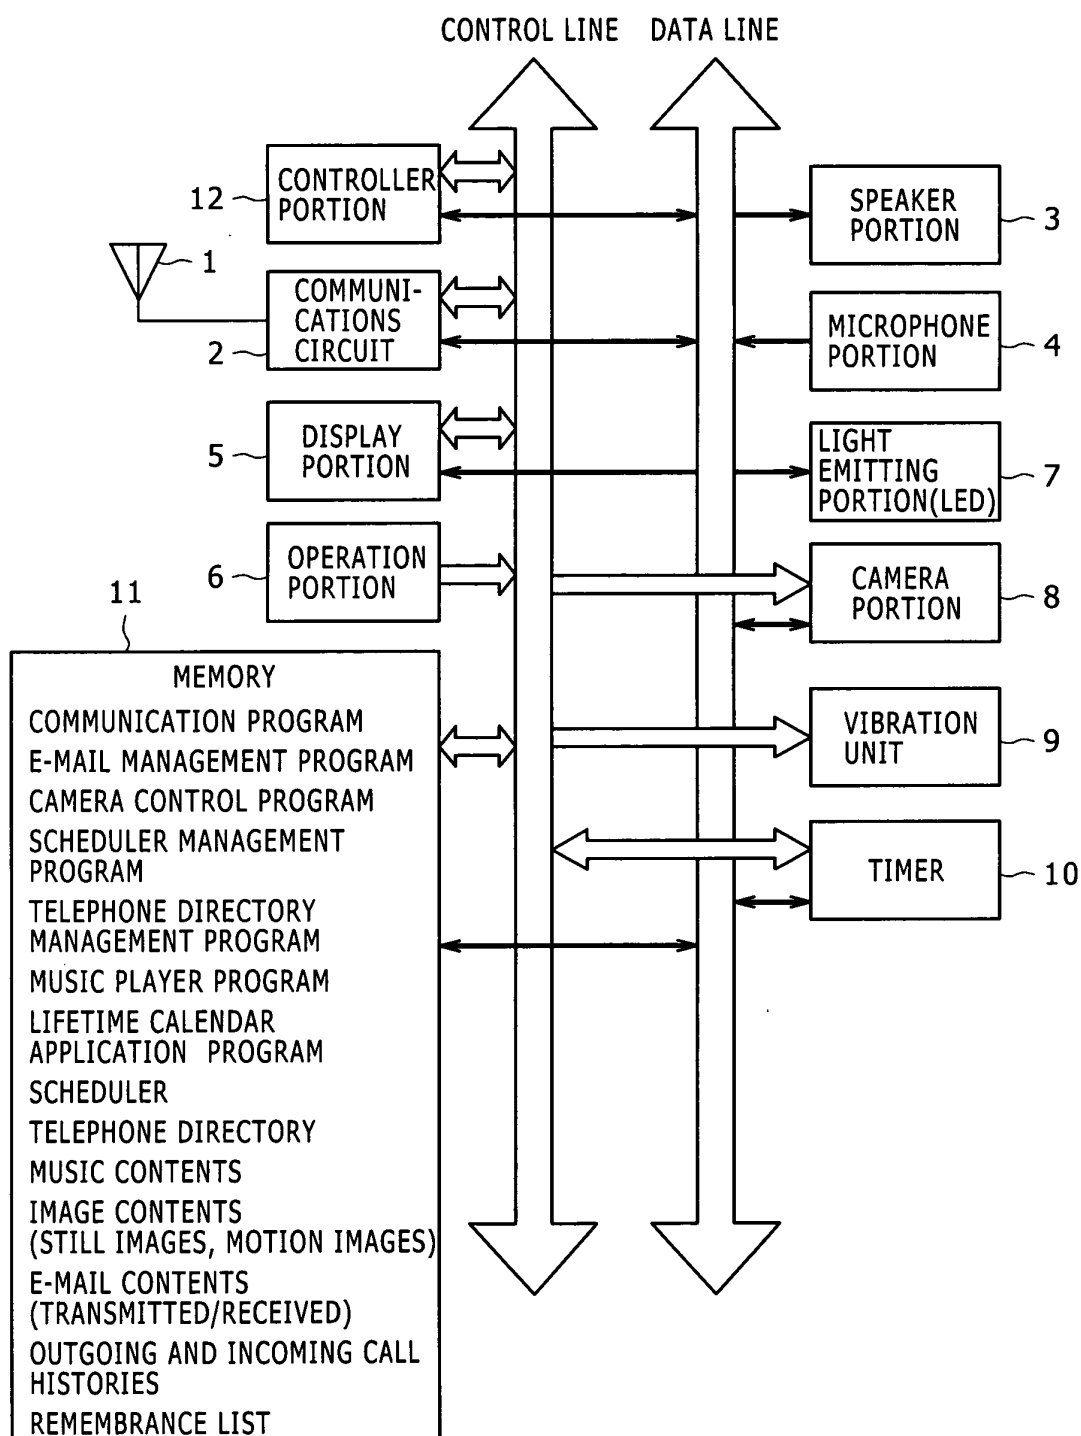 CONTROL LINE
DATA LINE
CONTROLLER
PORTION
12
1
COMMUNI-
CATIONS
CIRCUIT
2
DISPLAY
PORTION
5
OPERATION
PORTION
6
SPEAKER
PORTION
3
MICROPHONE
PORTION
4
LIGHT
EMITTING
PORTION(LED)
7
CAMERA
PORTION
8
VIBRATION
UNIT
9
TIMER
10
11
MEMORY
COMMUNICATION PROGRAM
E-MAIL MANAGEMENT PROGRAM
CAMERA CONTROL PROGRAM
SCHEDULER MANAGEMENT
PROGRAM
TELEPHONE DIRECTORY
MANAGEMENT PROGRAM
MUSIC PLAYER PROGRAM
LIFETIME CALENDAR
APPLICATION PROGRAM
SCHEDULER
TELEPHONE DIRECTORY
MUSIC CONTENTS
IMAGE CONTENTS
(STILL IMAGES, MOTION IMAGES)
E-MAIL CONTENTS
(TRANSMITTED/RECEIVED)
OUTGOING AND INCOMING CALL
HISTORIES
REMEMBRANCE LIST